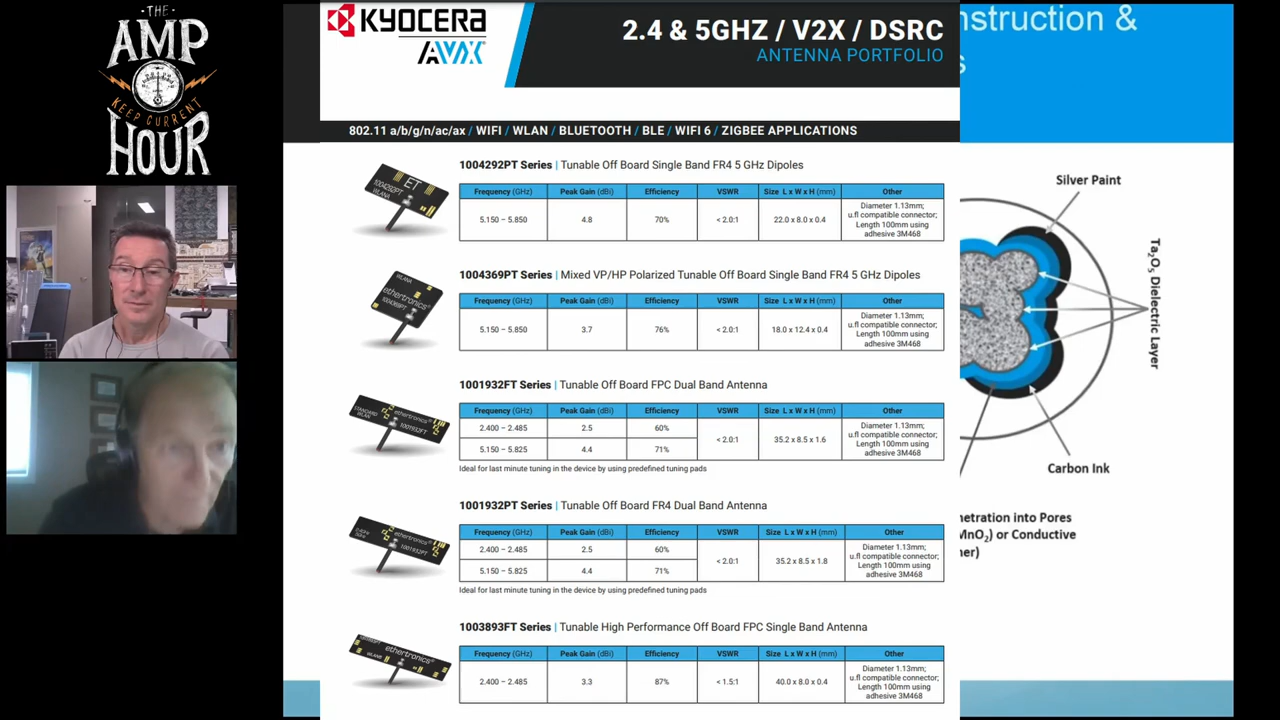 THE
AMP
KEEP CURRENT
HOUR
KYOCERA
AVX
2.4 & 5GHZ / V2X / DSRC
ANTENNA PORTFOLIO
802.11 a/b/g/n/ac/ax / WIFI / WLAN / BLUETOOTH / BLE / WIFI 6 / ZIGBEE APPLICATIONS
1004292PT Series | Tunable Off Board Single Band FR4 5 GHz Dipoles
Frequency (GHz) Peak Gain (dBi) Efficiency VSWR Size L x W x H (mm) Other
5.150 – 5.850 4.8 70% < 2.0:1 22.0 x 8.0 x 0.4 Diameter 1.13mm;
u.fl compatible connector;
Length 100mm using
adhesive 3M468
ET
1004292PT
WLAN
1004369PT Series | Mixed VP/HP Polarized Tunable Off Board Single Band FR4 5 GHz Dipoles
Frequency (GHz) Peak Gain (dBi) Efficiency VSWR Size L x W x H (mm) Other
5.150 – 5.850 3.7 76% < 2.0:1 18.0 x 12.4 x 0.4 Diameter 1.13mm;
u.fl compatible connector;
Length 100mm using
adhesive 3M468
WLAN
ethertronics
1004369PT
1001932FT Series | Tunable Off Board FPC Dual Band Antenna
Frequency (GHz) Peak Gain (dBi) Efficiency VSWR Size L x W x H (mm) Other
2.400 – 2.485 2.5 60% < 2.0:1 35.2 x 8.5 x 1.6 Diameter 1.13mm;
u.fl compatible connector;
Length 100mm using
adhesive 3M468
5.150 – 5.825 4.4 71%
Ideal for last minute tuning in the device by using predefined tuning pads
WLAN
ethertronics
1001932FT
1001932PT Series | Tunable Off Board FR4 Dual Band Antenna
Frequency (GHz) Peak Gain (dBi) Efficiency VSWR Size L x W x H (mm) Other
2.400 – 2.485 2.5 60% < 2.0:1 35.2 x 8.5 x 1.8 Diameter 1.13mm;
u.fl compatible connector;
Length 100mm using
adhesive 3M468
5.150 – 5.825 4.4 71%
Ideal for last minute tuning in the device by using predefined tuning pads
ethertronics
1001932PT
1003893FT Series | Tunable High Performance Off Board FPC Single Band Antenna
Frequency (GHz) Peak Gain (dBi) Efficiency VSWR Size L x W x H (mm) Other
2.400 – 2.485 3.3 87% < 1.5:1 40.0 x 8.0 x 0.4 Diameter 1.13mm;
u.fl compatible connector;
Length 100mm using
adhesive 3M468
ethertronics
nstruction &
s
Silver Paint
Ta2O5 Dielectric Layer
Carbon Ink
netration into Pores
MnO2) or Conductive
ner)